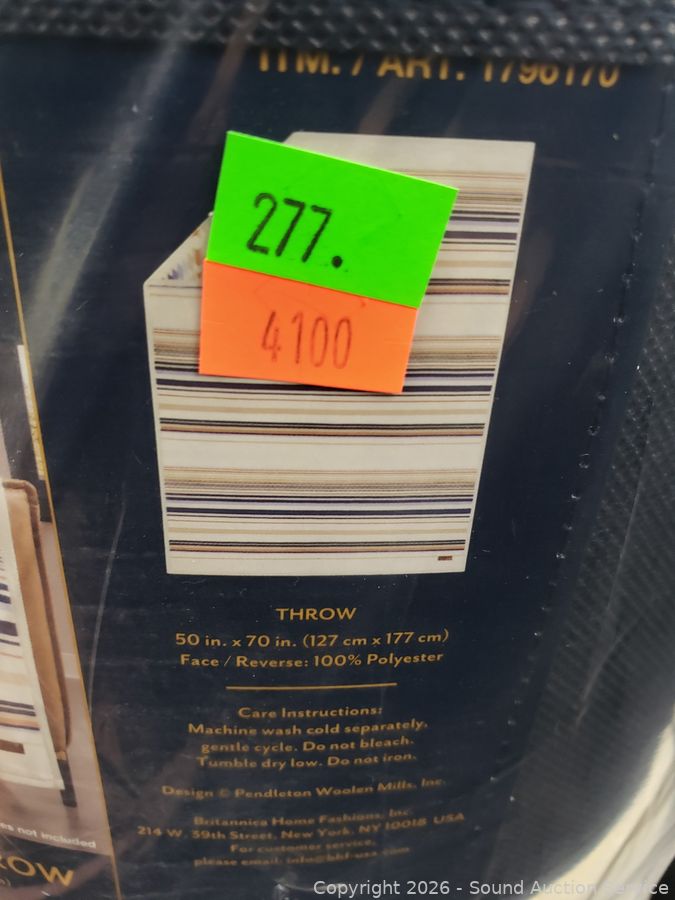 ITM. / ART. 1796170
277.
4100
THROW
50 in. x 70 in. (127 cm x 177 cm)
Face / Reverse: 100% Polyester
Care Instructions:
Machine wash cold separately,
gentle cycle. Do not bleach.
Tumble dry low. Do not iron.
Design © Pendleton Woolen Mills, Inc.
Britannica Home Fashions, Inc.
214 W. 39th Street, New York, NY 10018 USA
For customer service,
please email: info@bhf-usa.com
not included
ROW
Copyright 2026 - Sound Auction Service